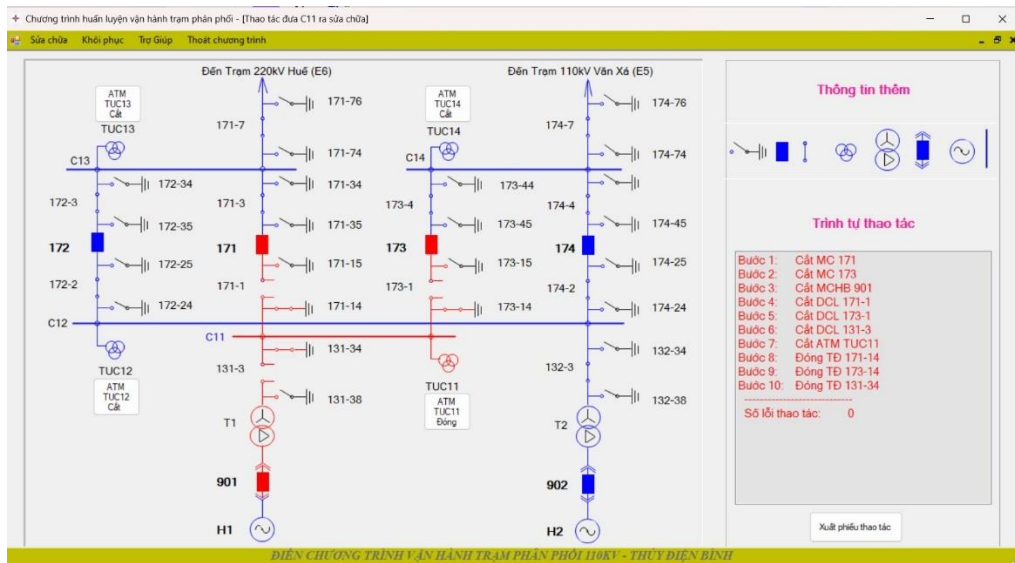 Chương trình huấn luyện vận hành trạm phân phối - [Thao tác đưa C11 ra sửa chữa]
Sửa chữa Khôi phục Trợ Giúp Thoát chương trình
Đến Trạm 220kV Huế (E6)
Đến Trạm 110kV Văn Xá (E5)
ATM
TUC13
Cắt
TUC13
171-76
171-7
171-74
ATM
TUC14
Cắt
TUC14
174-76
174-7
174-74
C13
C14
172-34
172-3
172-35
172
172-25
172-2
172-24
171-34
171-3
171-35
171
171-15
171-1
171-14
173-44
173-4
173-45
173
173-15
173-1
173-14
174-4
174-45
174
174-25
174-2
174-24
C12
C11
TUC12
ATM
TUC12
Cắt
131-34
131-3
131-38
TUC11
ATM
TUC11
Đóng
132-34
132-3
132-38
T1
T2
901
902
H1
H2
Thông tin thêm
Trình tự thao tác
Bước 1: Cắt MC 171
Bước 2: Cắt MC 173
Bước 3: Cắt MCHB 901
Bước 4: Cắt DCL 171-1
Bước 5: Cắt DCL 173-1
Bước 6: Cắt DCL 131-3
Bước 7: Cắt ATM TUC11
Bước 8: Đóng TĐ 171-14
Bước 9: Đóng TĐ 173-14
Bước 10: Đóng TĐ 131-34
----------------------------
Số lỗi thao tác: 0
Xuất phiếu thao tác
ĐIỀN CHƯƠNG TRÌNH VẬN HÀNH TRẠM PHÂN PHỐI 110KV - THỦY ĐIỆN BÌNH